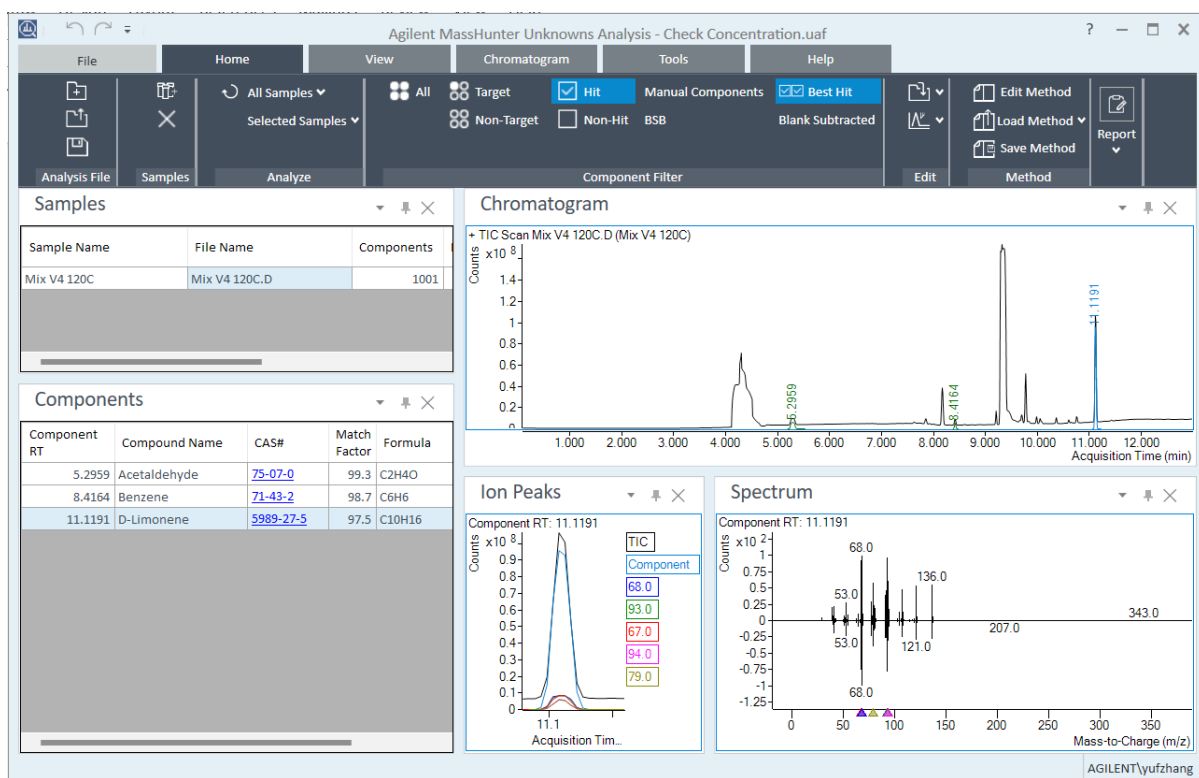 Agilent MassHunter Unknowns Analysis - Check Concentration.uaf
?
File Home View Chromatogram Tools Help
All Samples All Target Hit Manual Components Best Hit Edit Method
Selected Samples Non-Target Non-Hit BSB Blank Subtracted Load Method Report
Save Method
Analysis File Samples Analyze Component Filter Edit Method
Samples
Sample Name File Name Components
Mix V4 120C Mix V4 120C.D 1001
Components
Component RT Compound Name CAS# Match Factor Formula
5.2959 Acetaldehyde 75-07-0 99.3 C2H4O
8.4164 Benzene 71-43-2 98.7 C6H6
11.1191 D-Limonene 5989-27-5 97.5 C10H16
Chromatogram
+ TIC Scan Mix V4 120C.D (Mix V4 120C)
Counts
x10 8
1.4
1.2
1
0.8
0.6
0.4
0.2
0
5.2959
8.4164
11.1191
1.000 2.000 3.000 4.000 5.000 6.000 7.000 8.000 9.000 10.000 11.000 12.000
Acquisition Time (min)
Ion Peaks
Component RT: 11.1191
Counts
x10 8
0.9
0.8
0.7
0.6
0.5
0.4
0.3
0.2
0.1
0
TIC
Component
68.0
93.0
67.0
94.0
79.0
11.1
Acquisition Tim...
Spectrum
Component RT: 11.1191
Counts
x10 2
1
0.75
0.5
0.25
0
-0.25
-0.5
-0.75
-1
-1.25
68.0
136.0
53.0
343.0
207.0
53.0
121.0
68.0
0 50 100 150 200 250 300 350
Mass-to-Charge (m/z)
AGILENT\yufzhang